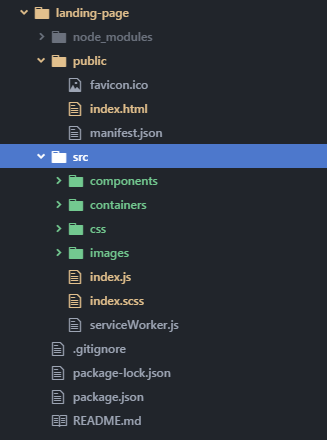 landing-page
node_modules
public
favicon.ico
index.html
manifest.json
src
components
containers
css
images
index.js
index.scss
serviceWorker.js
.gitignore
package-lock.json
package.json
README.md